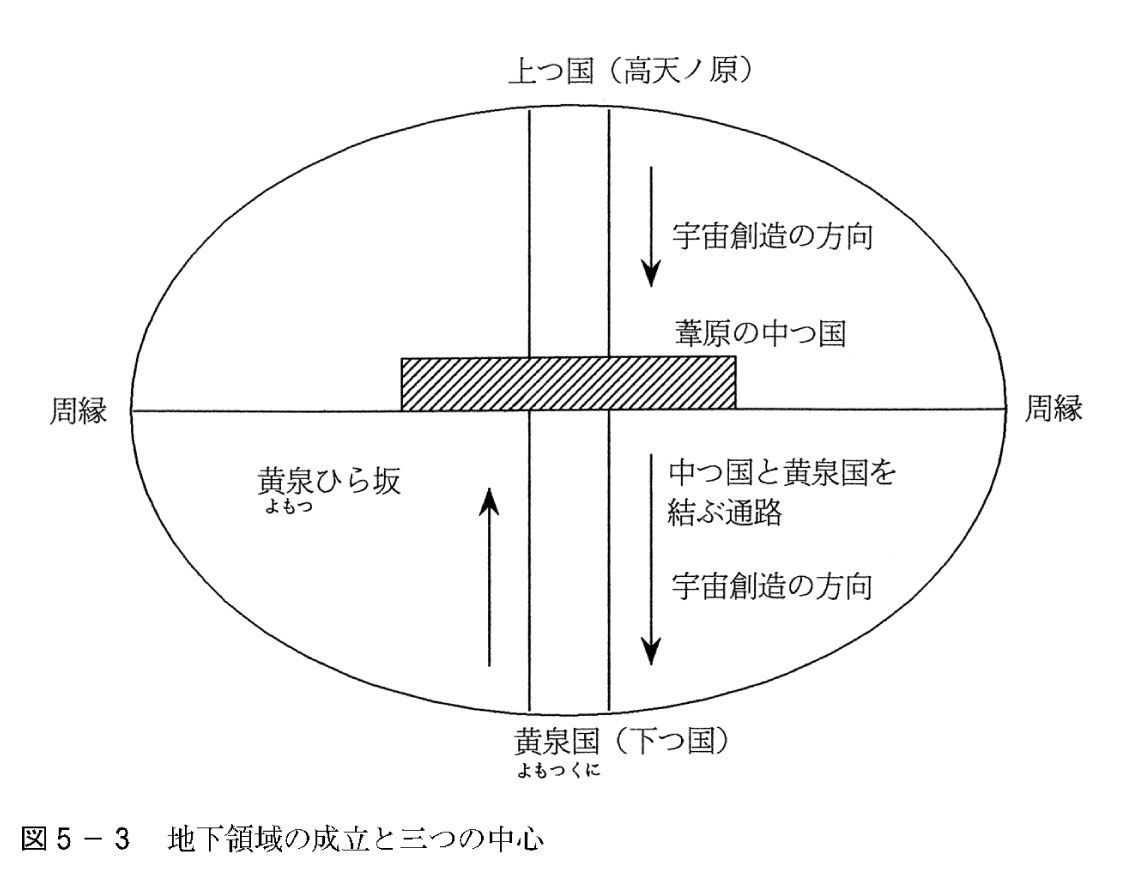 上つ国（高天ノ原）
宇宙創造の方向
葦原の中つ国
周縁
周縁
黄泉ひら坂
よもつ
中つ国と黄泉国を
結ぶ通路
宇宙創造の方向
黄泉国（下つ国）
よもつくに
図5－3　地下領域の成立と三つの中心